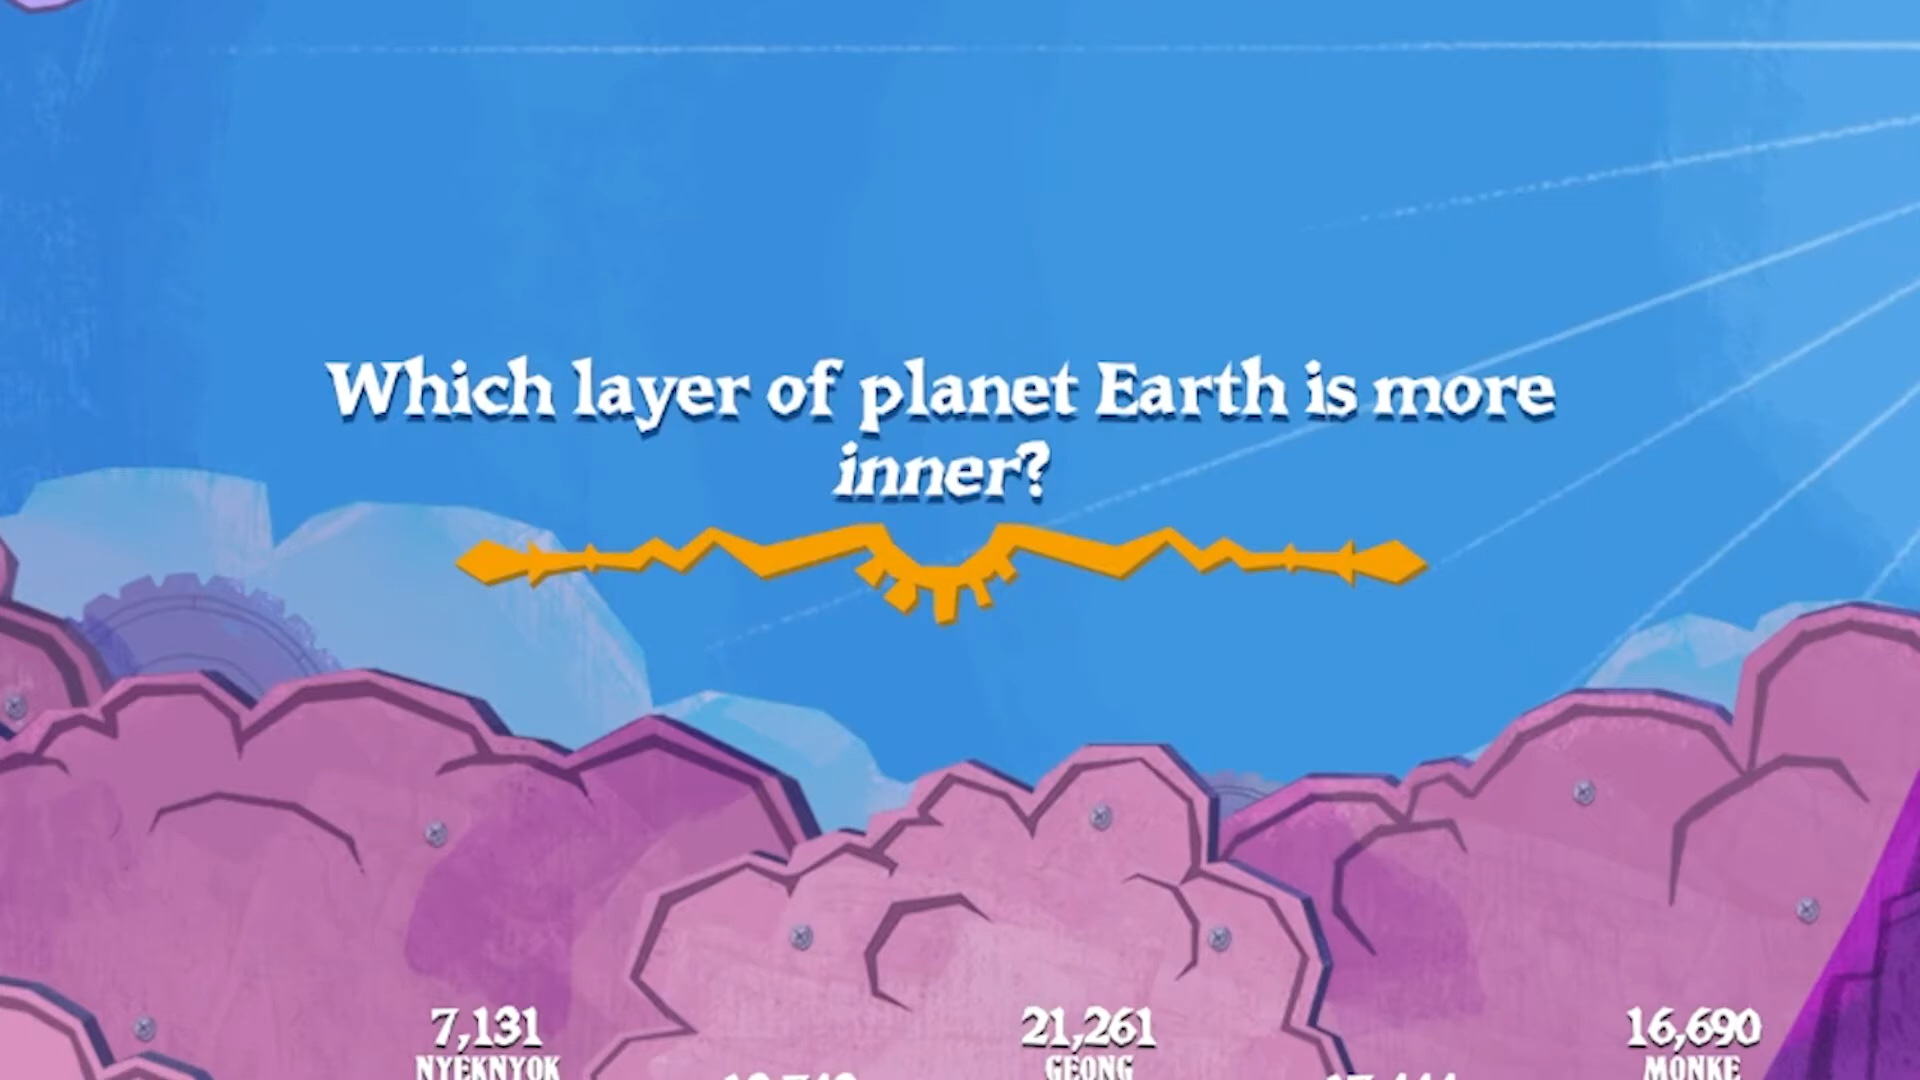 Which layer of planet Earth is more
inner?
7,131
21,261
16,690
NYEKNYOK
GEONG
MONKE